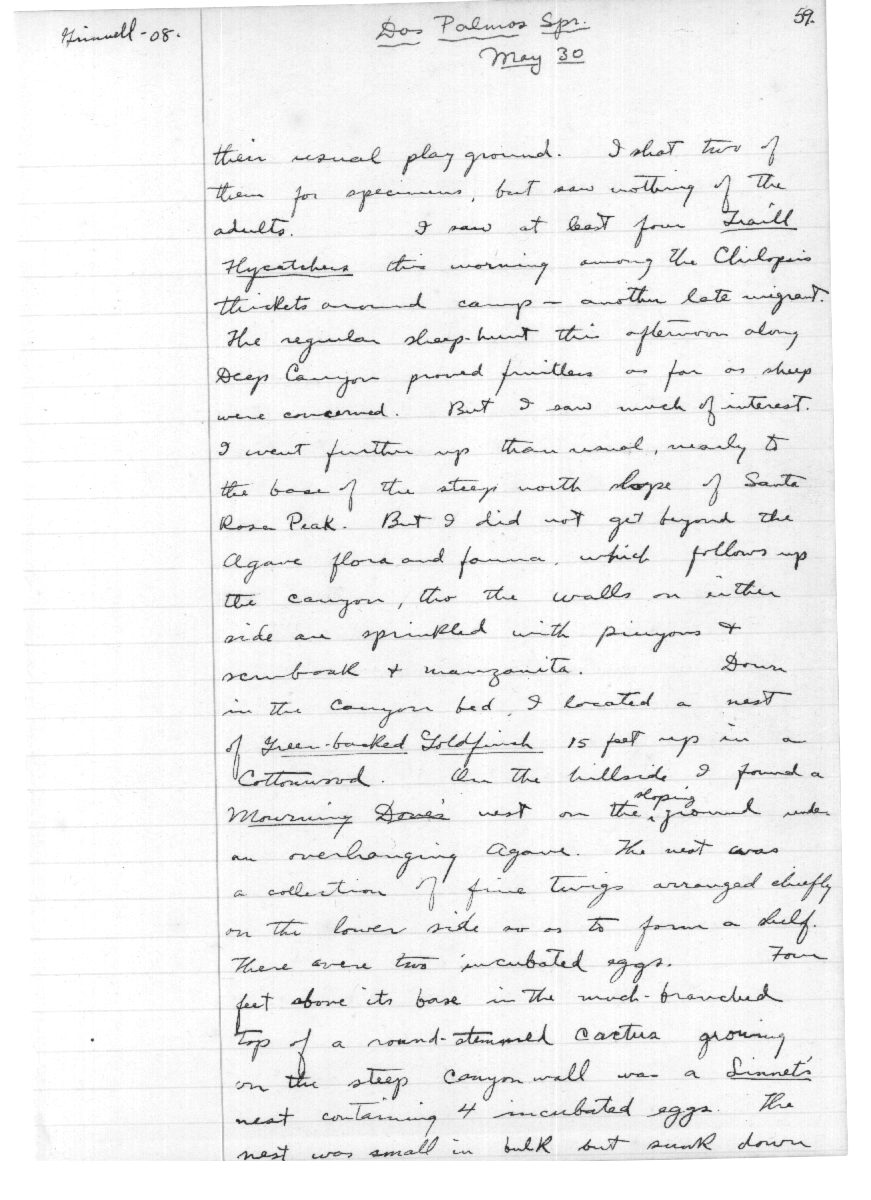 Grinnell-08.
Dos Palmos Spr.
59.
May 30
their usual play ground. I shot two of
them for specimens, but saw nothing of the
adults. I saw at least four Traill
Flycatchers this morning among the Chilopsis
thickets around camp - another late migrant.
The regular sheep-hunt this afternoon along
Deep Canyon proved fruitless as far as sheep
were concerned. But I saw much of interest.
I went further up than usual, nearly to
the base of the steep north slope of Santa
Rosa Peak. But I did not get beyond the
Agave flora and fauna, which follows up
the canyon, tho the walls on either
side are sprinkled with pinyons &
scruboak & manzanita. Down
in the canyon bed, I located a nest
of Green-backed Goldfinch 15 feet up in a
Cottonwood. On the hillside I found a
Mourning Dove's nest on the sloping ground under
an overhanging Agave. The nest was
a collection of fine twigs arranged chiefly
on the lower side so as to form a shelf.
There were two incubated eggs. Four
feet above its base in the much-branched
top of a round-stemmed cactus growing
on the steep canyon wall was a Linnet's
nest containing 4 incubated eggs. The
nest was small in bulk but sunk down